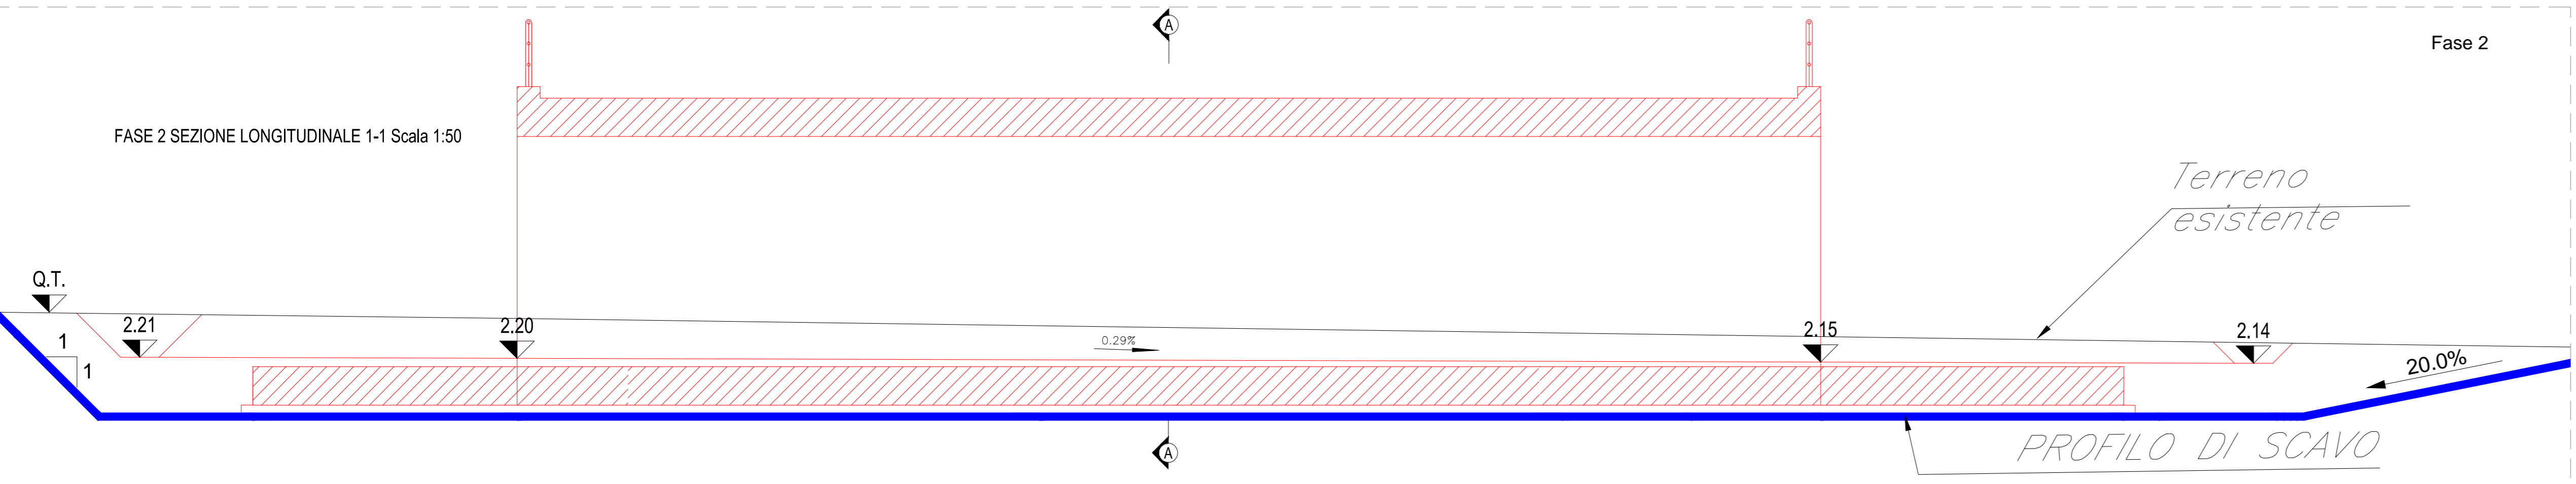 A
Fase 2
FASE 2 SEZIONE LONGITUDINALE 1-1 Scala 1:50
Terreno
esistente
Q.T.
2.21
2.20
2.15
2.14
1
1
0.29%
20.0%
PROFILO DI SCAVO
A